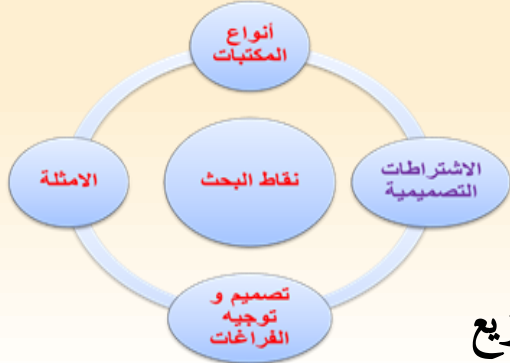 أنواع
المكتبات
الاشتراطات
التصميمية
نقاط البحث
الامثلة
تصميم و
توجيه
الفراغات